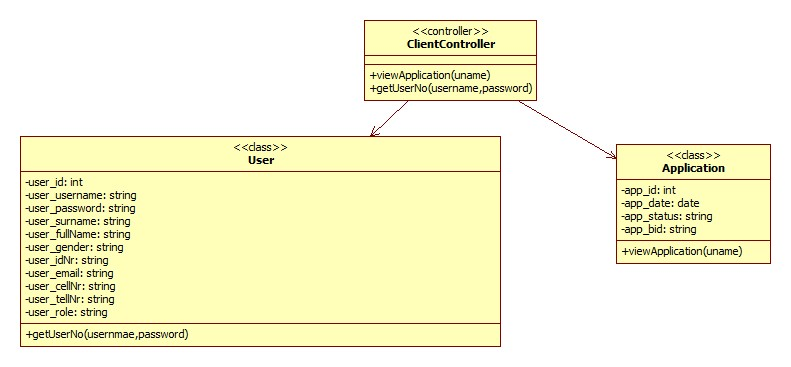 <<controller>>
ClientController
+viewApplication(uname)
+getUserNo(username,password)
<<class>>
User
-user_id: int
-user_username: string
-user_password: string
-user_surname: string
-user_fullName: string
-user_gender: string
-user_idNr: string
-user_email: string
-user_cellNr: string
-user_tellNr: string
-user_role: string
+getUserNo(usernmae,password)
<<class>>
Application
-app_id: int
-app_date: date
-app_status: string
-app_bid: string
+viewApplication(uname)